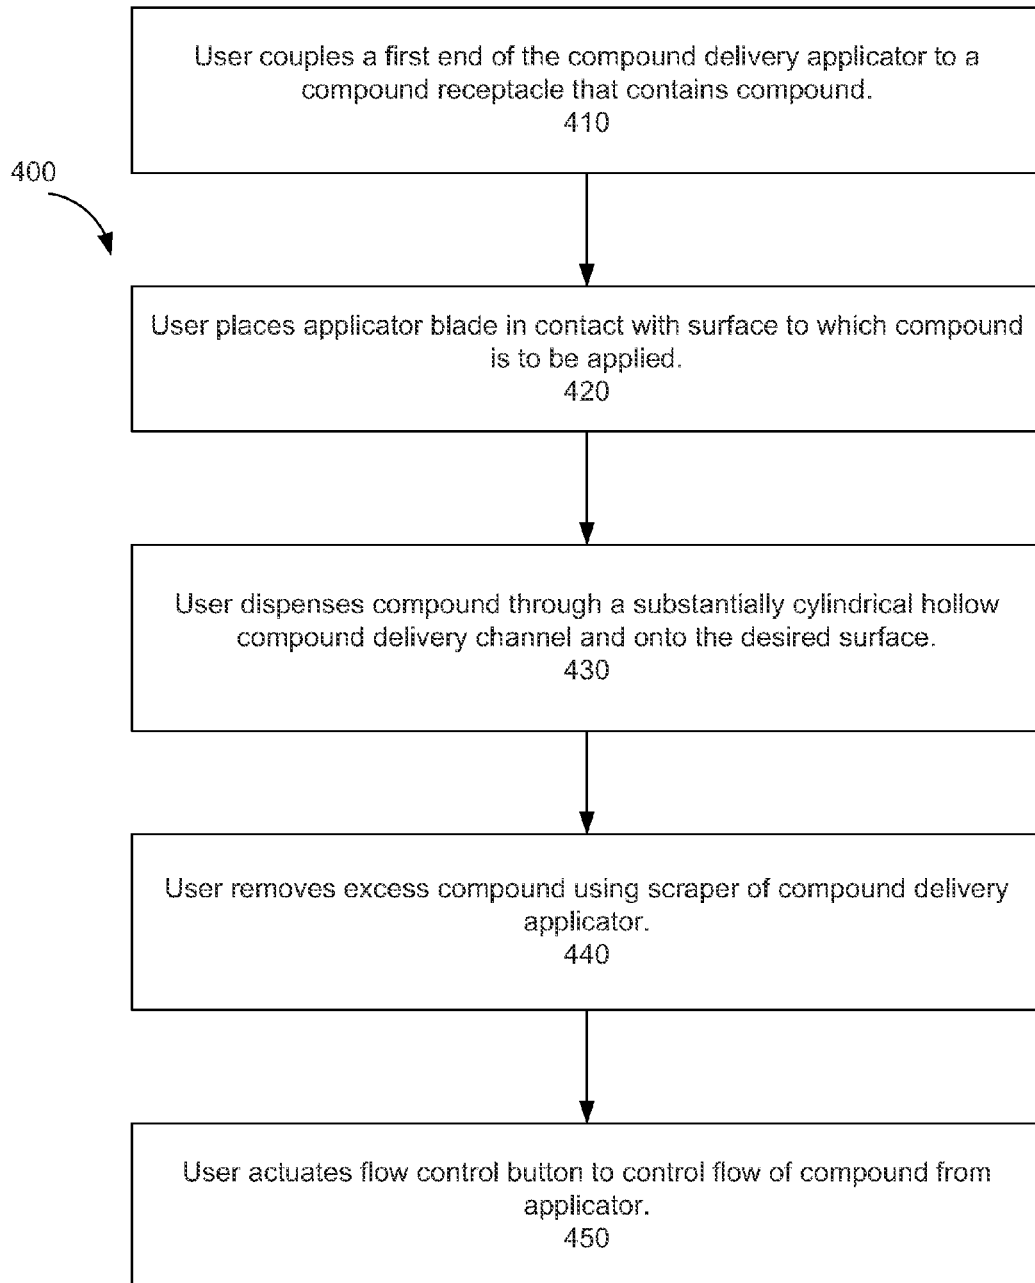 User couples a first end of the compound delivery applicator to a
compound receptacle that contains compound.
410
400
User places applicator blade in contact with surface to which compound
is to be applied.
420
User dispenses compound through a substantially cylindrical hollow
compound delivery channel and onto the desired surface.
430
User removes excess compound using scraper of compound delivery
applicator.
440
User actuates flow control button to control flow of compound from
applicator.
450